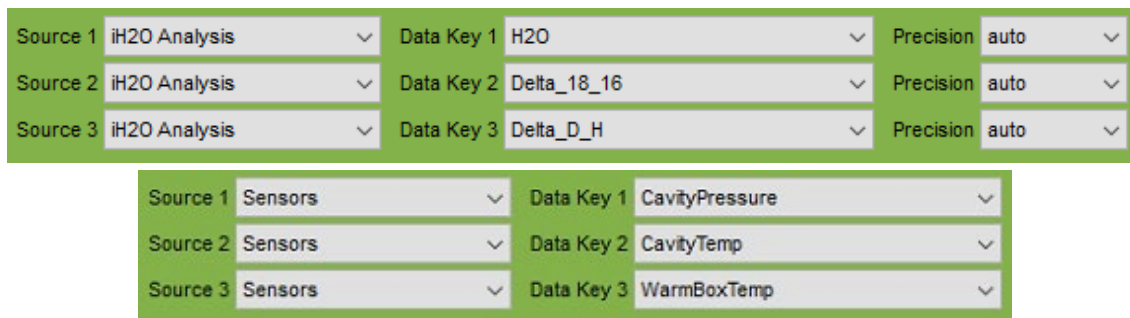 Source 1 iH2O Analysis Data Key 1 H2O Precision auto
Source 2 iH2O Analysis Data Key 2 Delta_18_16 Precision auto
Source 3 iH2O Analysis Data Key 3 Delta_D_H Precision auto
Source 1 Sensors Data Key 1 CavityPressure
Source 2 Sensors Data Key 2 CavityTemp
Source 3 Sensors Data Key 3 WarmBoxTemp